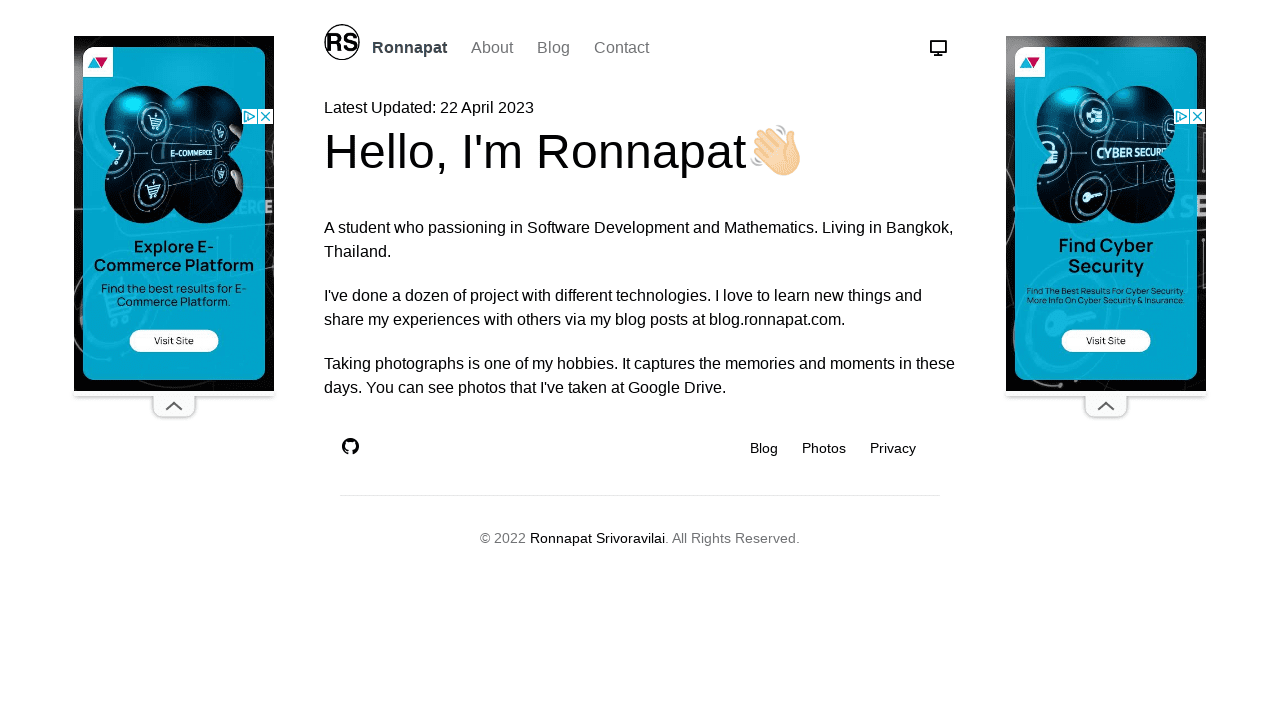 RS
Ronnapat
About
Blog
Contact
Latest Updated: 22 April 2023
Hello, I'm Ronnapat👋🏻
A student who passioning in Software Development and Mathematics. Living in Bangkok,
Thailand.
I've done a dozen of project with different technologies. I love to learn new things and
share my experiences with others via my blog posts at blog.ronnapat.com.
Taking photographs is one of my hobbies. It captures the memories and moments in these
days. You can see photos that I've taken at Google Drive.
Blog
Photos
Privacy
© 2022 Ronnapat Srivoravilai. All Rights Reserved.
E-COMMERCE
Explore E-
Commerce Platform
Find the best results for E-
Commerce Platform.
Visit Site
CYBER SECURI
Find Cyber
Security
Find The Best Results For Cyber Security.
More Info On Cyber Security & Insurance.
Visit Site